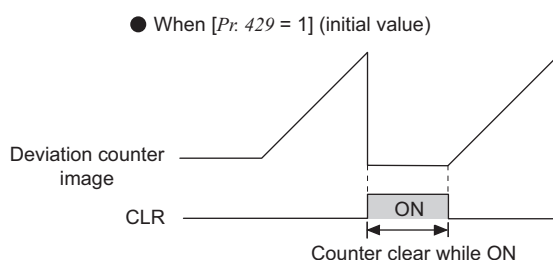 ● When [Pr. 429 = 1] (initial value)
Deviation counter
image
CLR
ON
Counter clear while ON